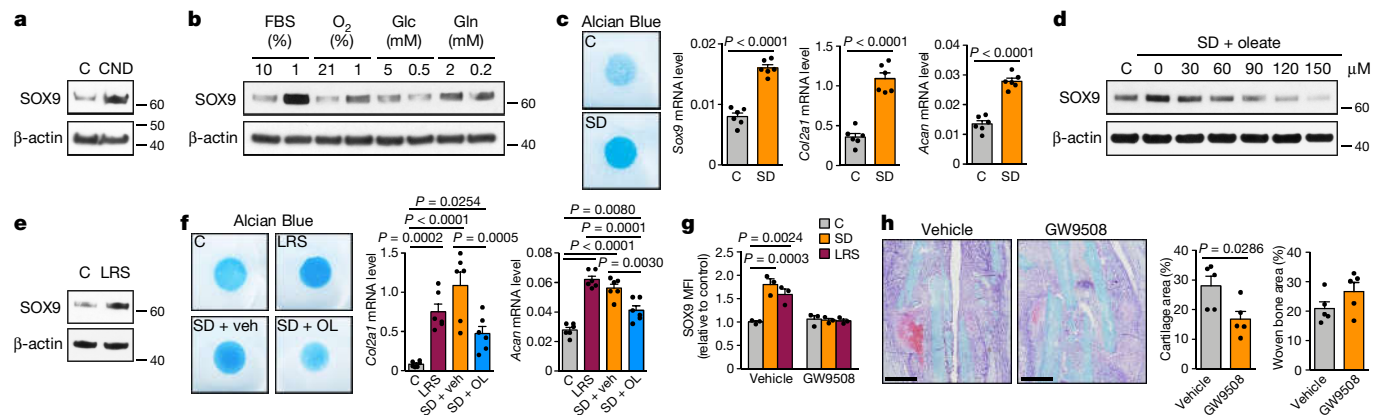 a
C CND
SOX9
60
50
β-actin
40
b
FBS (%) O2 (%) Glc (mM) Gln (mM)
10 1 21 1 5 0.5 2 0.2
SOX9
60
β-actin
50
40
c
Alcian Blue
C
SD
P < 0.0001
Sox9 mRNA level
0.02
0.01
0
C SD
P < 0.0001
Col2a1 mRNA level
1.5
1.0
0.5
0
C SD
P < 0.0001
Acan mRNA level
0.04
0.03
0.02
0.01
0
C SD
d
SD + oleate
C 0 30 60 90 120 150 μM
SOX9
60
β-actin
40
e
C LRS
SOX9
60
β-actin
40
f
Alcian Blue
C
LRS
SD + veh
SD + OL
P = 0.0254
P < 0.0001
P = 0.0002
P = 0.0005
Col2a1 mRNA level
1.5
1.0
0.5
0
C LRS SD + veh SD + OL
P = 0.0080
P = 0.0001
P < 0.0001
P = 0.0030
Acan mRNA level
0.08
0.06
0.04
0.02
0
C LRS SD + veh SD + OL
g
C
SD
LRS
P = 0.0024
P = 0.0003
SOX9 MFI
(relative to control)
2.5
2.0
1.5
1.0
0.5
0
Vehicle GW9508
h
Vehicle
GW9508
P = 0.0286
Cartilage area (%)
40
30
20
10
0
Vehicle GW9508
Woven bone area (%)
40
30
20
10
0
Vehicle GW9508